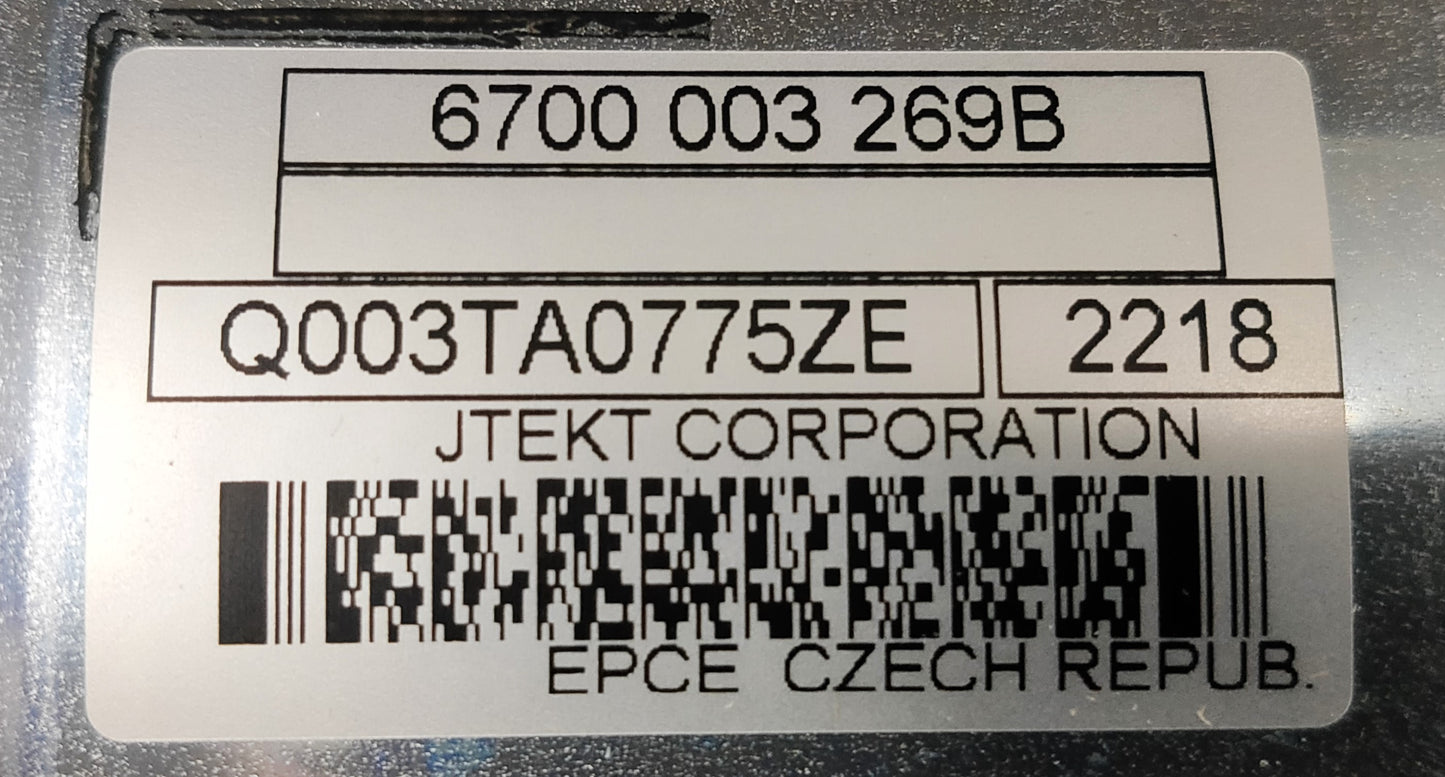 6700 003 269B
Q003TA0775ZE 2218
JTEKT CORPORATION
EPCE CZECH REPUB.